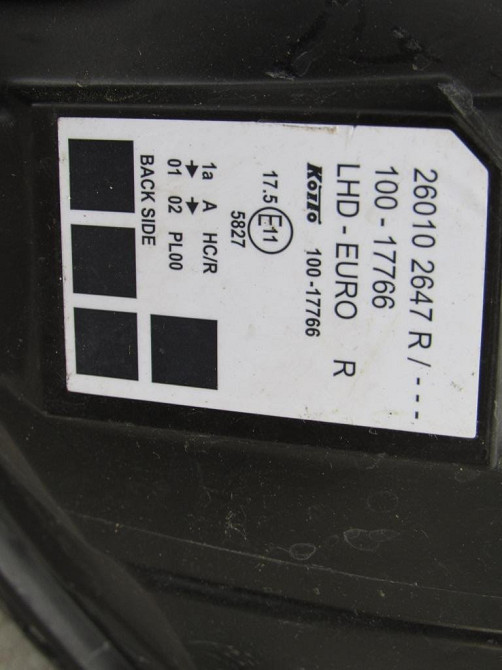 26010 2647 R / - - -
100 - 17766
LHD - EURO R
Koito 100-17766
17.5 E11
5827
1a A HC/R
→ →
01 02 PL00
BACK SIDE